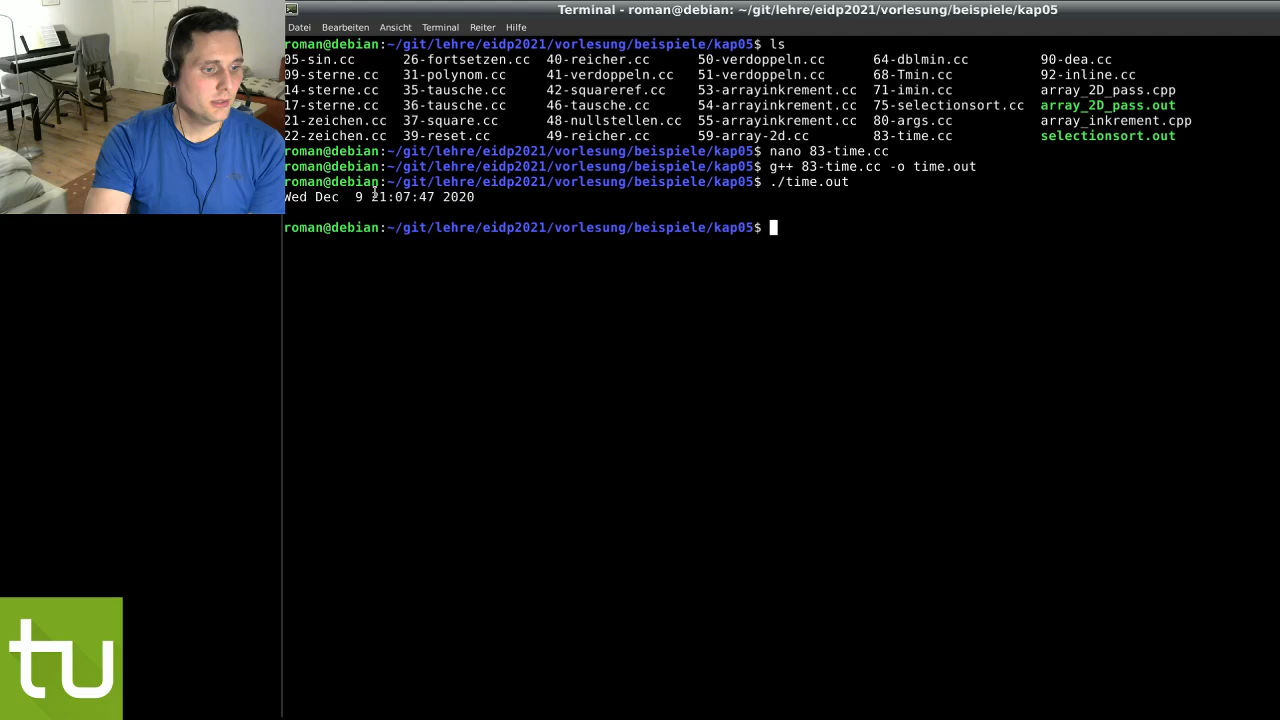 Terminal - roman@debian: ~/git/lehre/eidp2021/vorlesung/beispiele/kap05
Datei Bearbeiten Ansicht Terminal Reiter Hilfe
roman@debian:~/git/lehre/eidp2021/vorlesung/beispiele/kap05$ ls
05-sin.cc 26-fortsetzen.cc 40-reicher.cc 50-verdoppeln.cc 64-dblmin.cc 90-dea.cc
09-sterne.cc 31-polynom.cc 41-verdoppeln.cc 51-verdoppeln.cc 68-Tmin.cc 92-inline.cc
14-sterne.cc 35-tausche.cc 42-squareref.cc 53-arrayinkrement.cc 71-imin.cc array_2D_pass.cpp
17-sterne.cc 36-tausche.cc 46-tausche.cc 54-arrayinkrement.cc 75-selectionsort.cc array_2D_pass.out
21-zeichen.cc 37-square.cc 48-nullstellen.cc 55-arrayinkrement.cc 80-args.cc array_inkrement.cpp
22-zeichen.cc 39-reset.cc 49-reicher.cc 59-array-2d.cc 83-time.cc selectionsort.out
roman@debian:~/git/lehre/eidp2021/vorlesung/beispiele/kap05$ nano 83-time.cc
roman@debian:~/git/lehre/eidp2021/vorlesung/beispiele/kap05$ g++ 83-time.cc -o time.out
roman@debian:~/git/lehre/eidp2021/vorlesung/beispiele/kap05$ ./time.out
Wed Dec  9 21:07:47 2020
roman@debian:~/git/lehre/eidp2021/vorlesung/beispiele/kap05$
tu